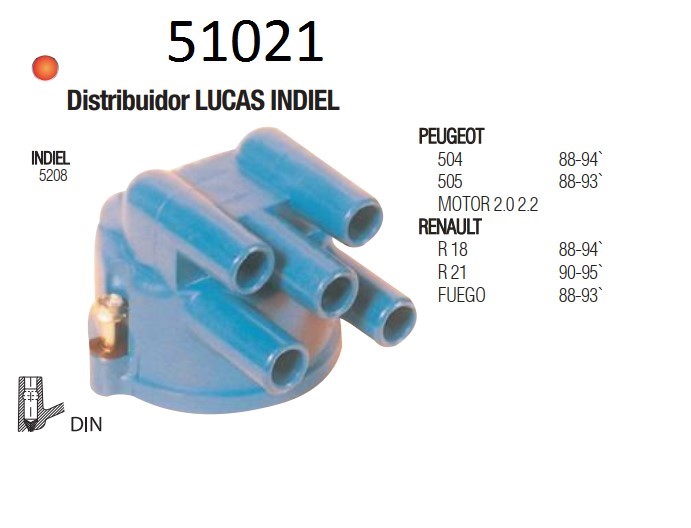 51021
Distribuidor LUCAS INDIEL
INDIEL
5208
PEUGEOT
504 88-94`
505 88-93`
MOTOR 2.0 2.2
RENAULT
R 18 88-94`
R 21 90-95`
FUEGO 88-93`
DIN